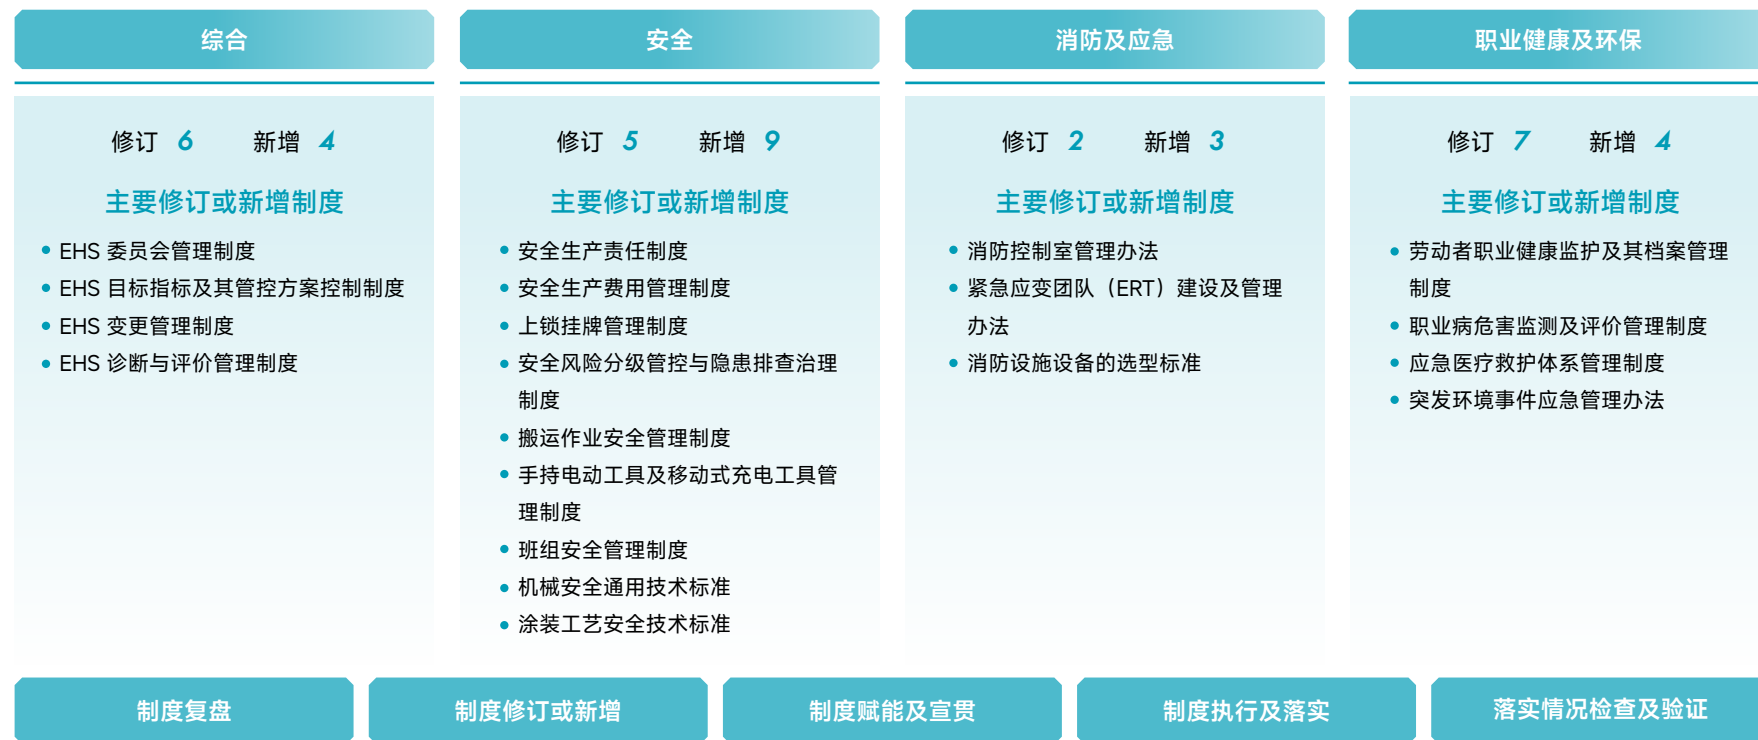 综合
修订 6 新增 4
主要修订或新增制度
EHS 委员会管理制度
EHS 目标指标及其管控方案控制制度
EHS 变更管理制度
EHS 诊断与评价管理制度
安全
修订 5 新增 9
主要修订或新增制度
安全生产责任制度
安全生产费用管理制度
上锁挂牌管理制度
安全风险分级管控与隐患排查治理
制度
搬运作业安全管理制度
手持电动工具及移动式充电工具管
理制度
班组安全管理制度
机械安全通用技术标准
涂装工艺安全技术标准
消防及应急
修订 2 新增 3
主要修订或新增制度
消防控制室管理办法
紧急应变团队（ERT）建设及管理
办法
消防设施设备的选型标准
职业健康及环保
修订 7 新增 4
主要修订或新增制度
劳动者职业健康监护及其档案管理
制度
职业病危害监测及评价管理制度
应急医疗救护体系管理制度
突发环境事件应急管理办法
制度复盘
制度修订或新增
制度赋能及宣贯
制度执行及落实
落实情况检查及验证